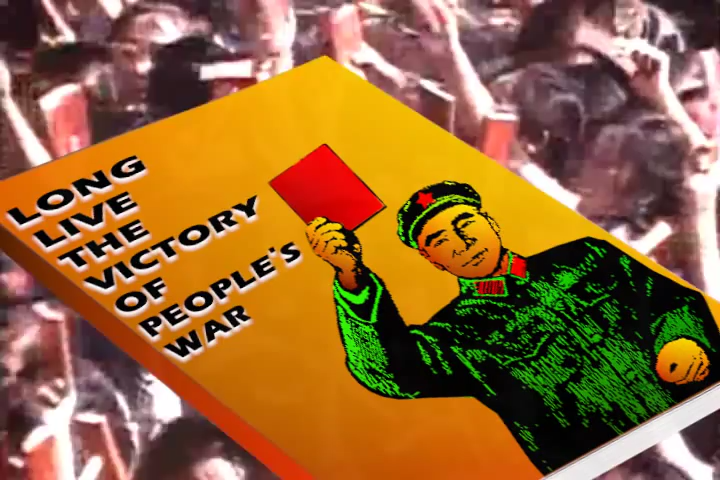 LONG
LIVE
THE
VICTORY
OF
PEOPLE'S
WAR